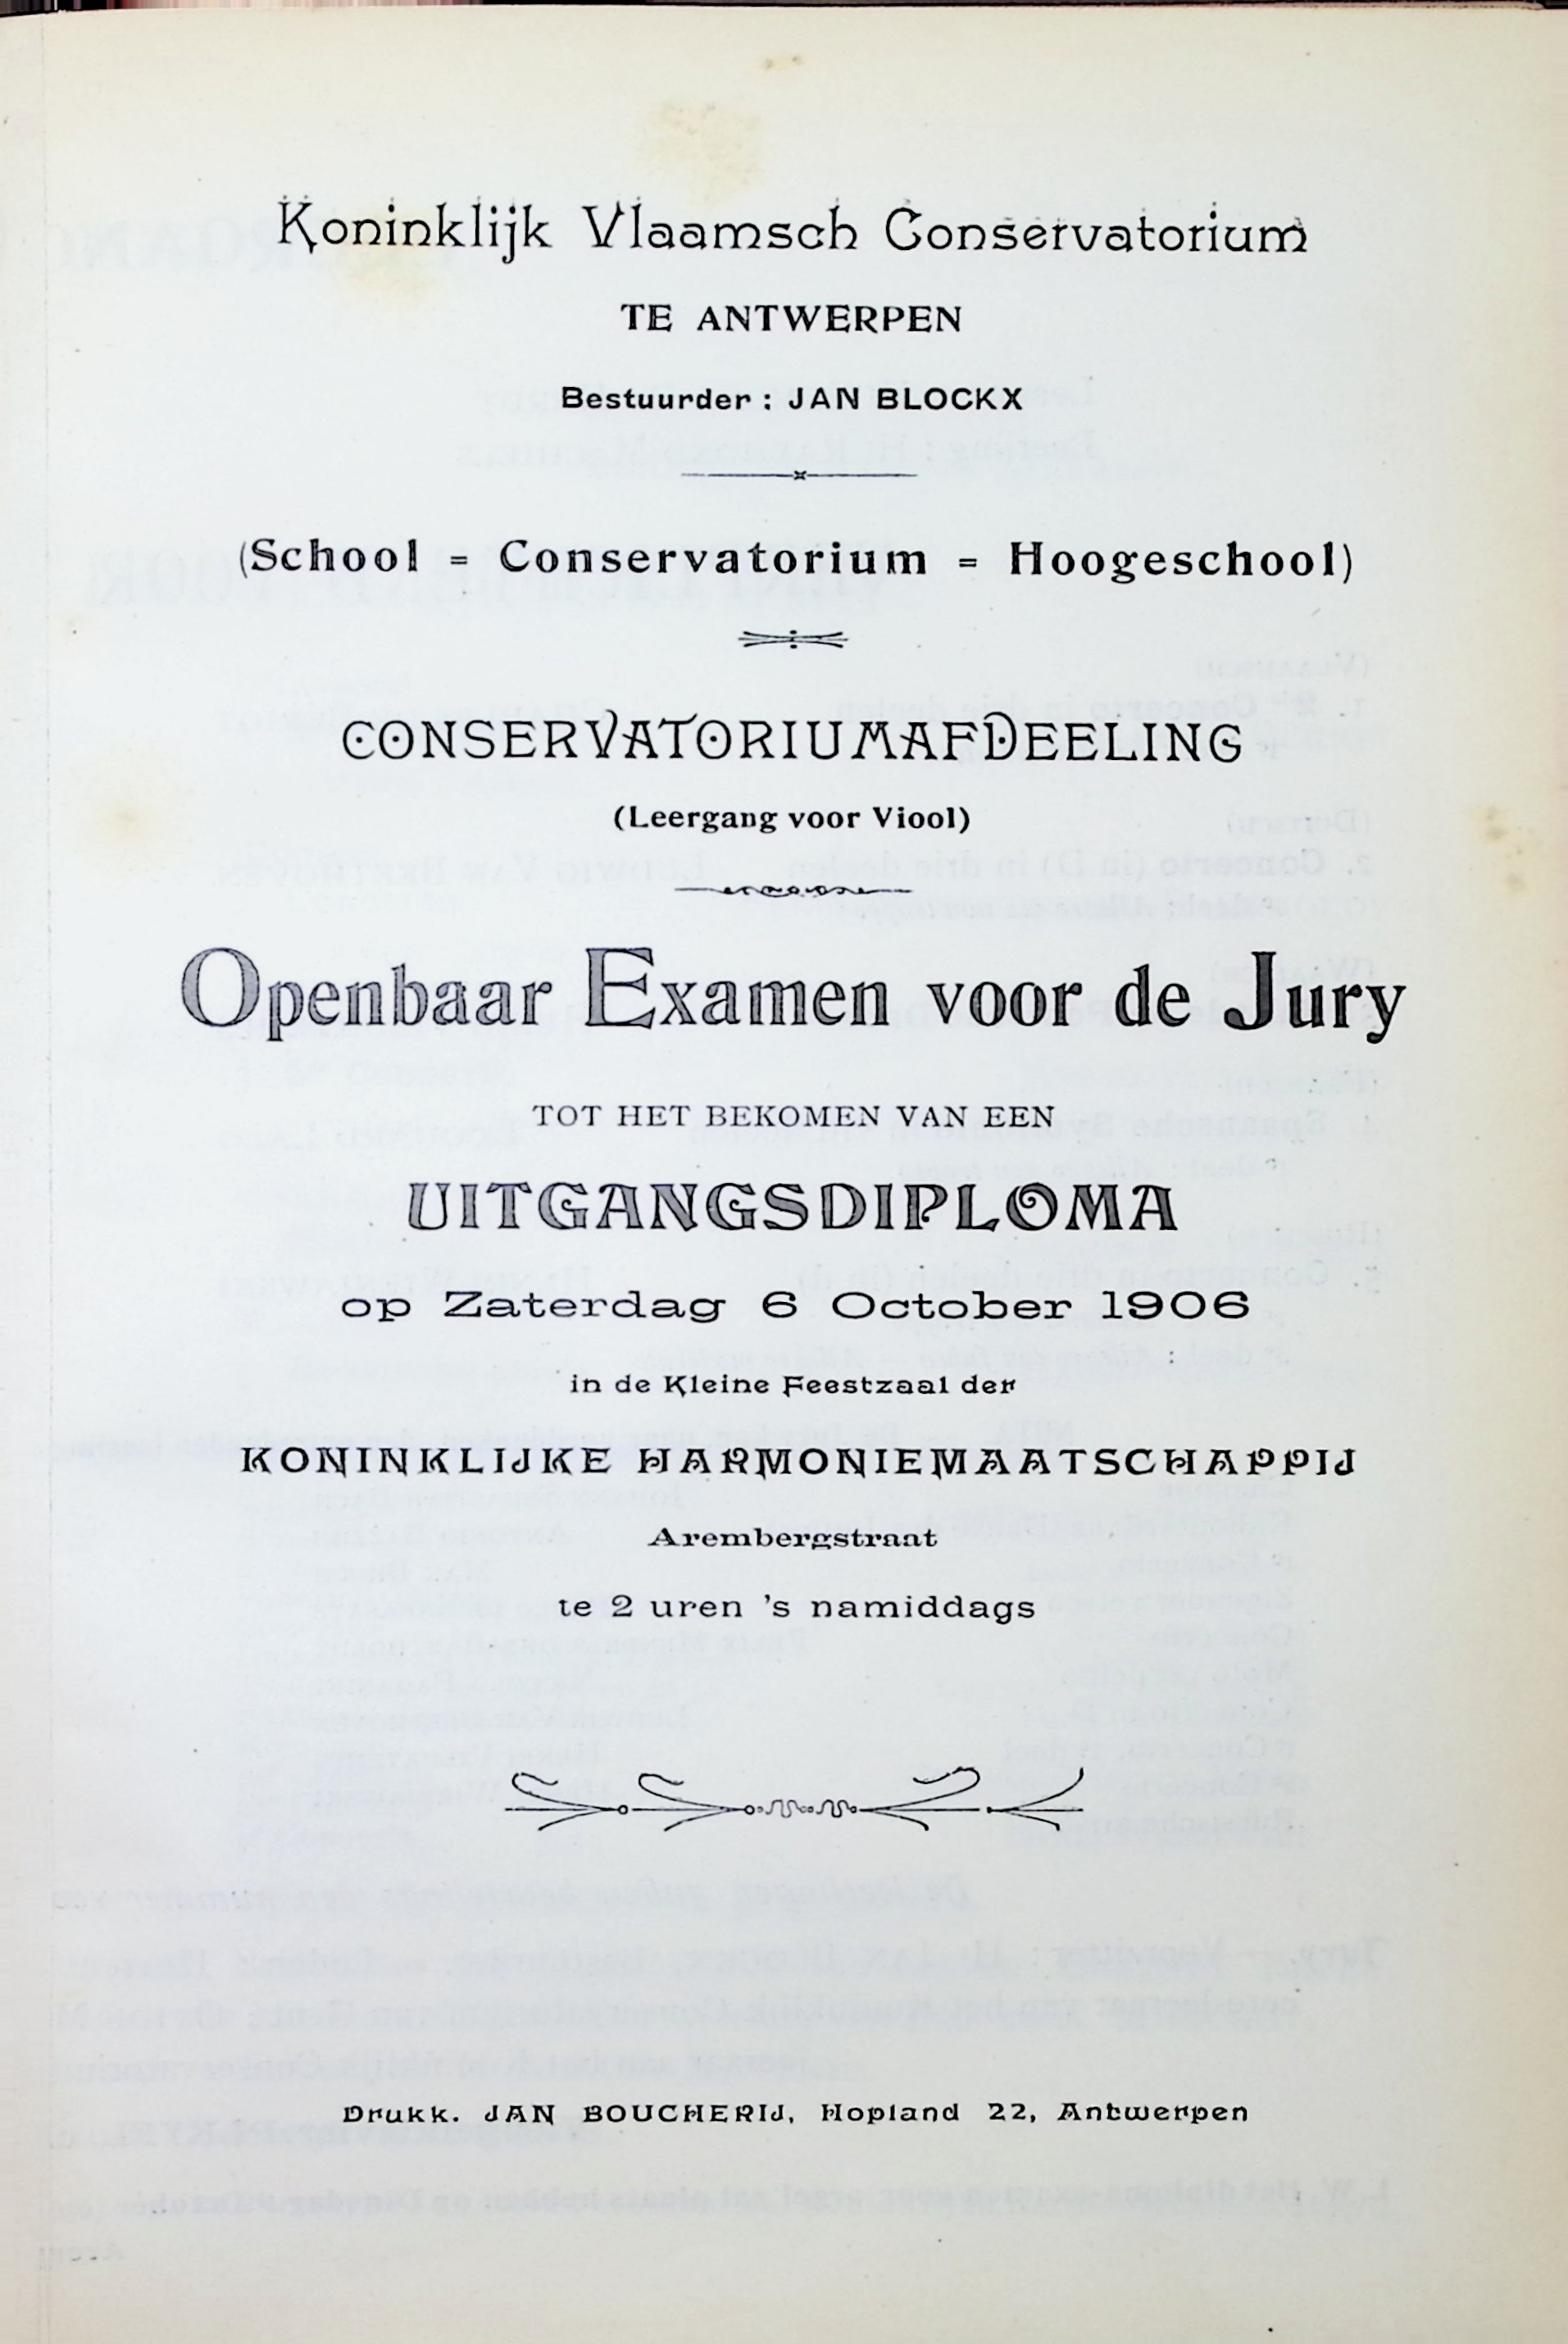 Koninklijk Vlaamsch Conservatorium
TE ANTWERPEN
Bestuurder : JAN BLOCKX
(School = Conservatorium = Hoogeschool)
CONSERVATORIUMAFDEELING
(Leergang voor Viool)
Openbaar Examen voor de Jury
TOT HET BEKOMEN VAN EEN
UITGANGSDIPLOMA
op Zaterdag 6 October 1906
in de Kleine Feestzaal der
KONINKLIJKE HARMONIEMAATSCHAPPIJ
Arembergstraat
te 2 uren 's namiddags
Drukk. JAN BOUCHERIJ, Hopland 22, Antwerpen